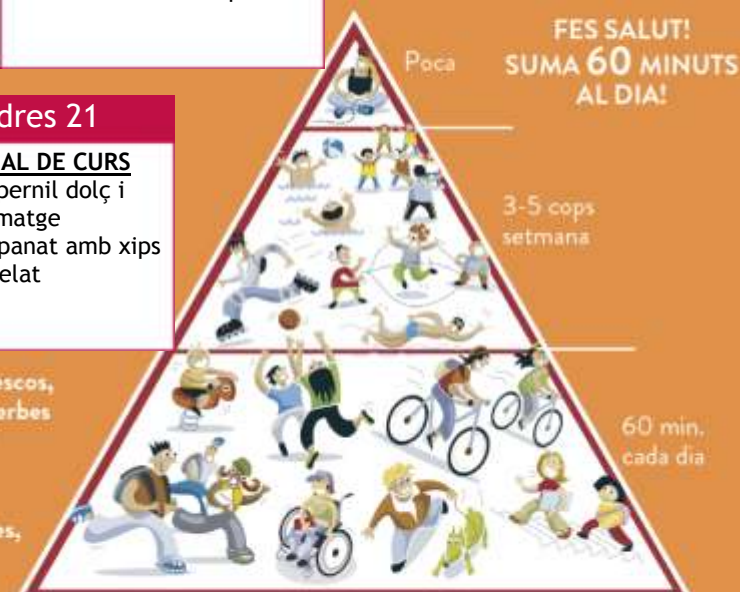 FES SALUT!
SUMA 60 MINUTS
AL DIA!
Poca
3-5 cops
setmana
60 min.
cada dia
dres 21
AL DE CURS
pernil dolç i
matge
panat amb xips
elat
scos,
erbes
es,